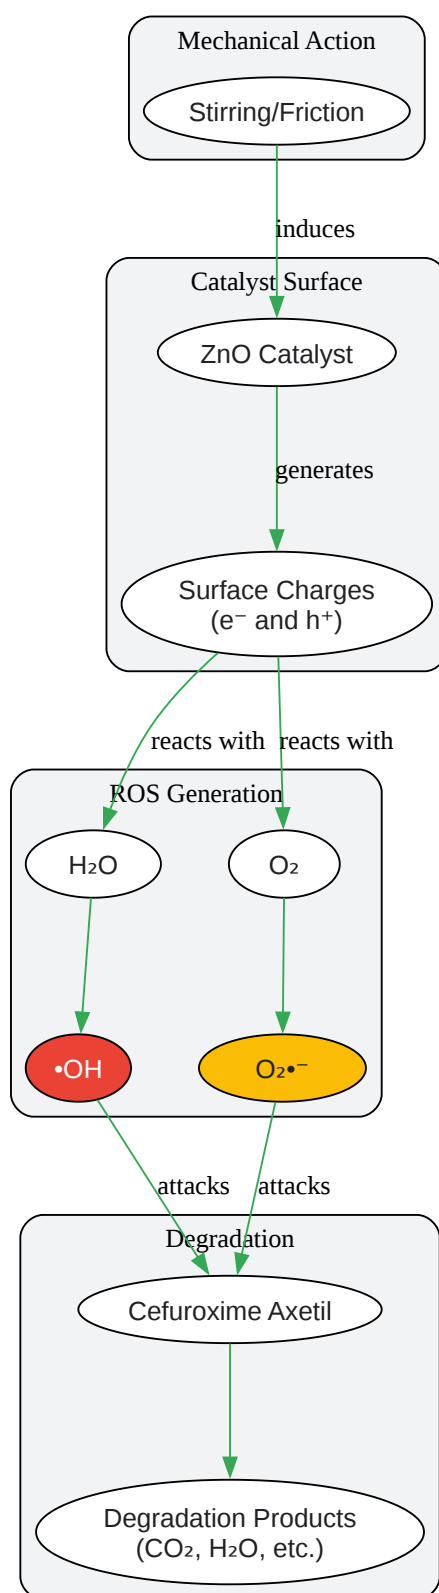 Mechanical Action
Stirring/Friction
induces
Catalyst Surface
ZnO Catalyst
generates
Surface Charges
(e⁻ and h⁺)
reacts with reacts with
ROS Generation
H₂O O₂
•OH O₂•⁻
attacks attacks
Degradation
Cefuroxime Axetil
Degradation Products
(CO₂, H₂O, etc.)